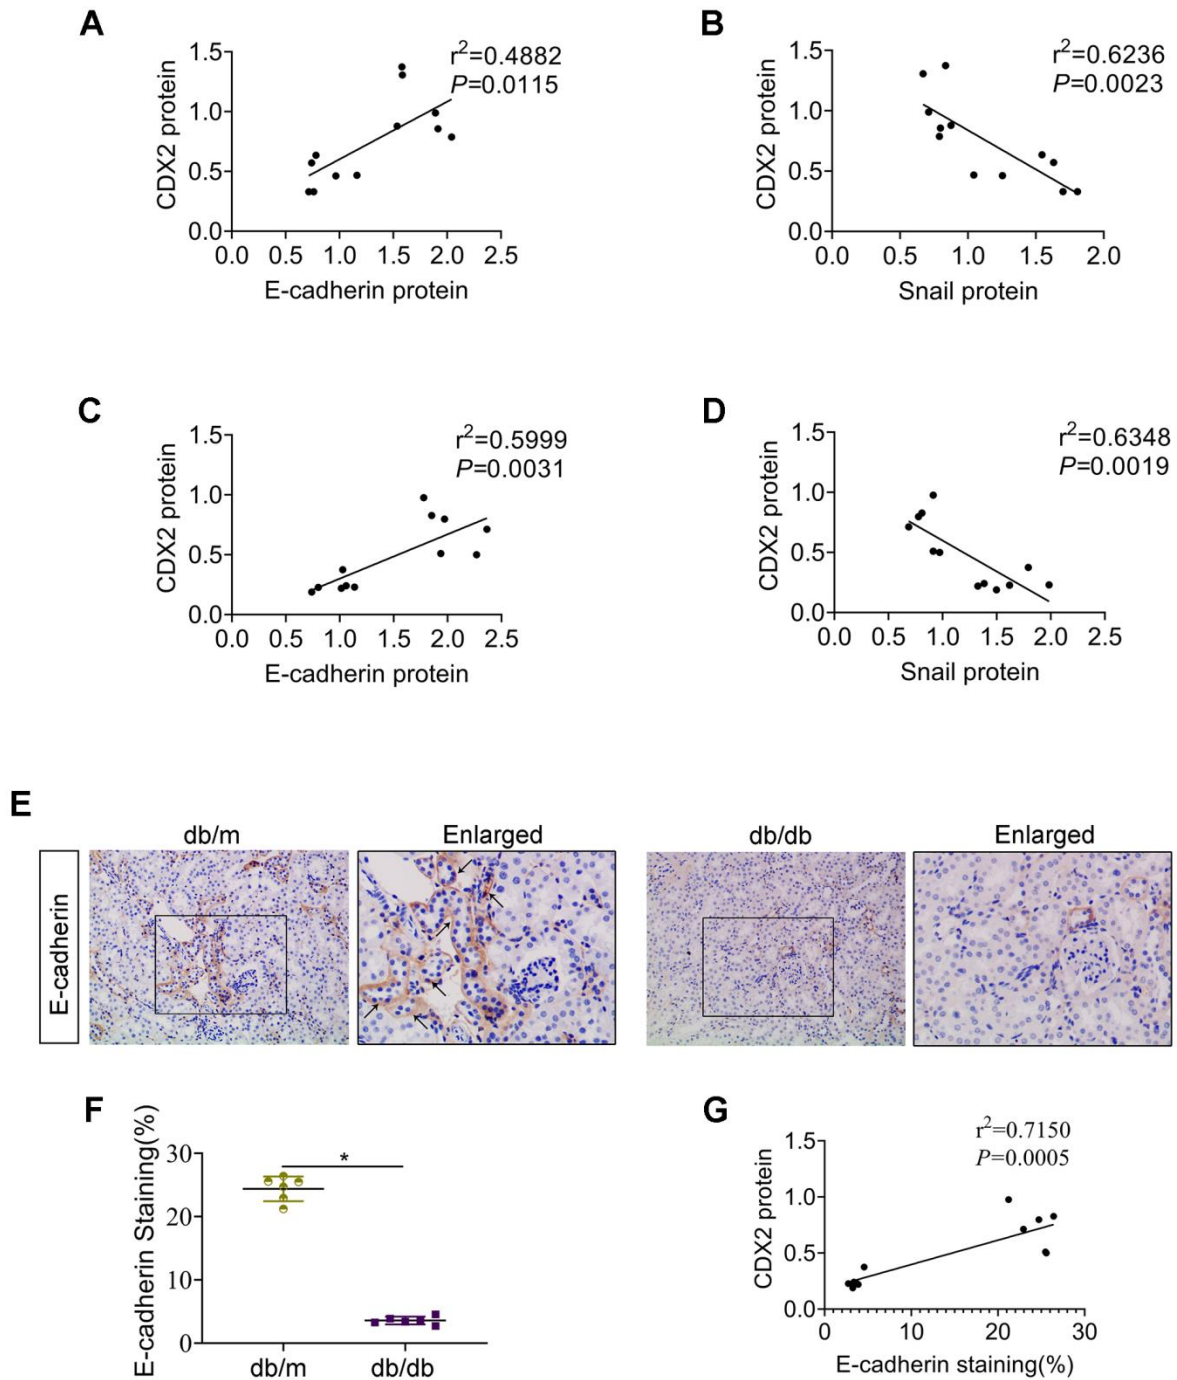 A
r2=0.4882
P=0.0115
CDX2 protein
1.5
1.0
0.5
0.0
0.0 0.5 1.0 1.5 2.0 2.5
E-cadherin protein
B
r2=0.6236
P=0.0023
CDX2 protein
1.5
1.0
0.5
0.0
0.0 0.5 1.0 1.5 2.0
Snail protein
C
r2=0.5999
P=0.0031
CDX2 protein
1.5
1.0
0.5
0.0
0.0 0.5 1.0 1.5 2.0 2.5
E-cadherin protein
D
r2=0.6348
P=0.0019
CDX2 protein
1.5
1.0
0.5
0.0
0.0 0.5 1.0 1.5 2.0 2.5
Snail protein
E
db/m Enlarged db/db Enlarged
E-cadherin
F
E-cadherin Staining(%)
30
20
10
0
*
db/m db/db
G
r2=0.7150
P=0.0005
CDX2 protein
1.5
1.0
0.5
0.0
0 10 20 30
E-cadherin staining(%)